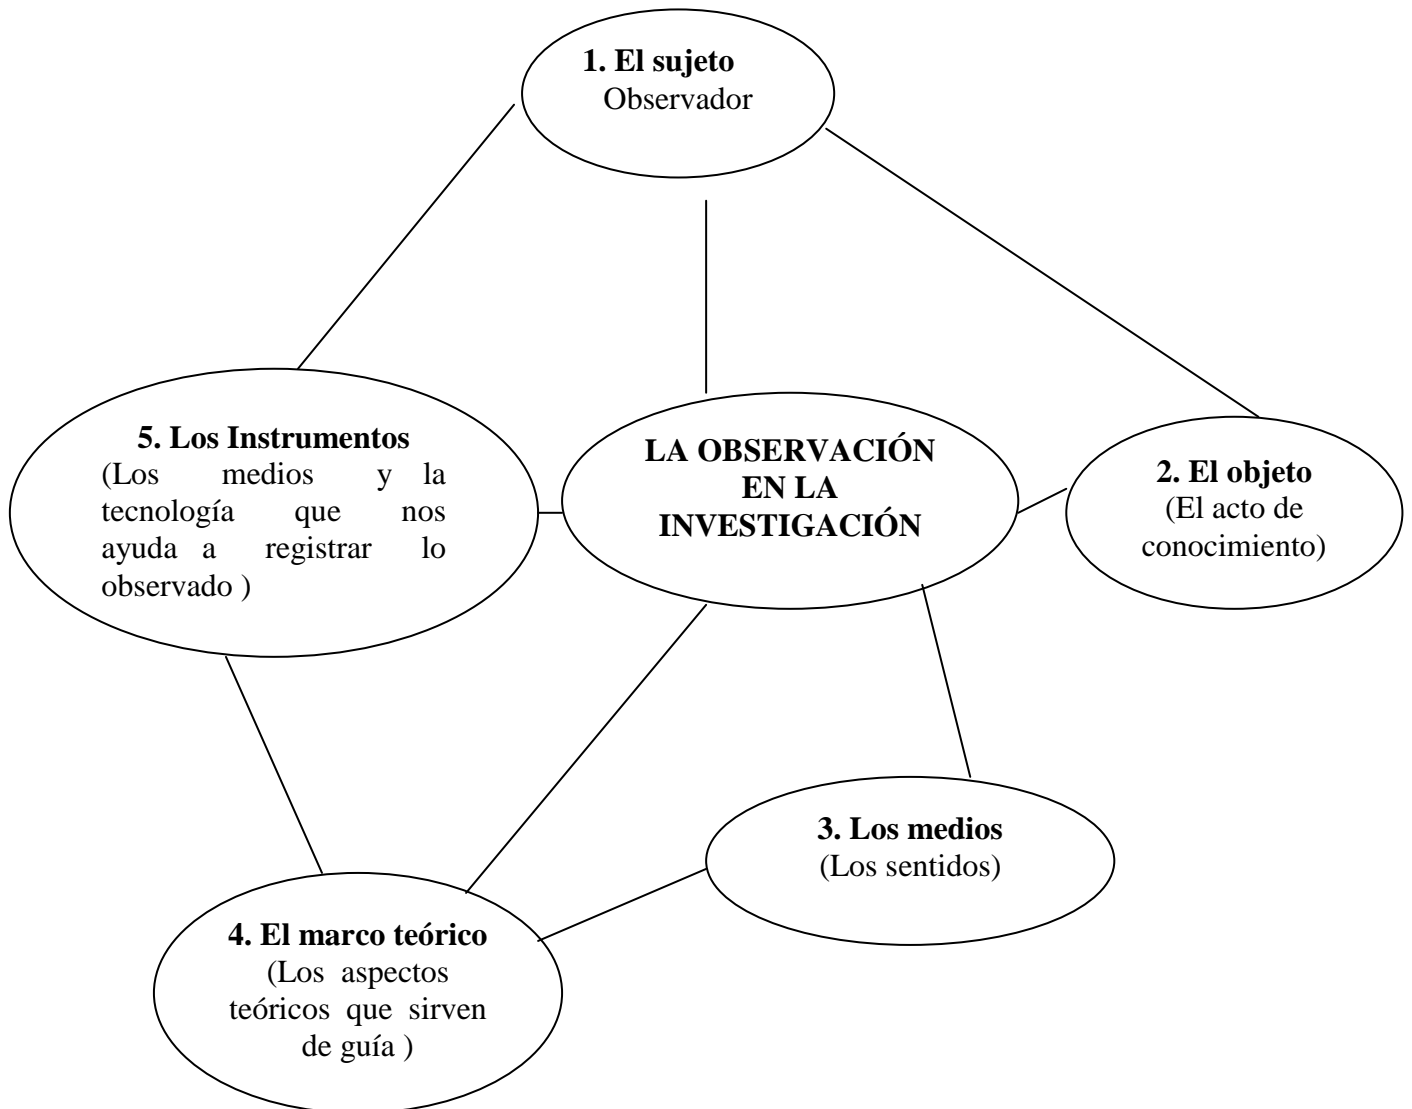 1. El sujeto
Observador
5. Los Instrumentos
(Los medios y la
tecnología que nos
ayuda a registrar lo
observado )
LA OBSERVACIÓN
EN LA
INVESTIGACIÓN
2. El objeto
(El acto de
conocimiento)
3. Los medios
(Los sentidos)
4. El marco teórico
(Los aspectos
teóricos que sirven
de guía )